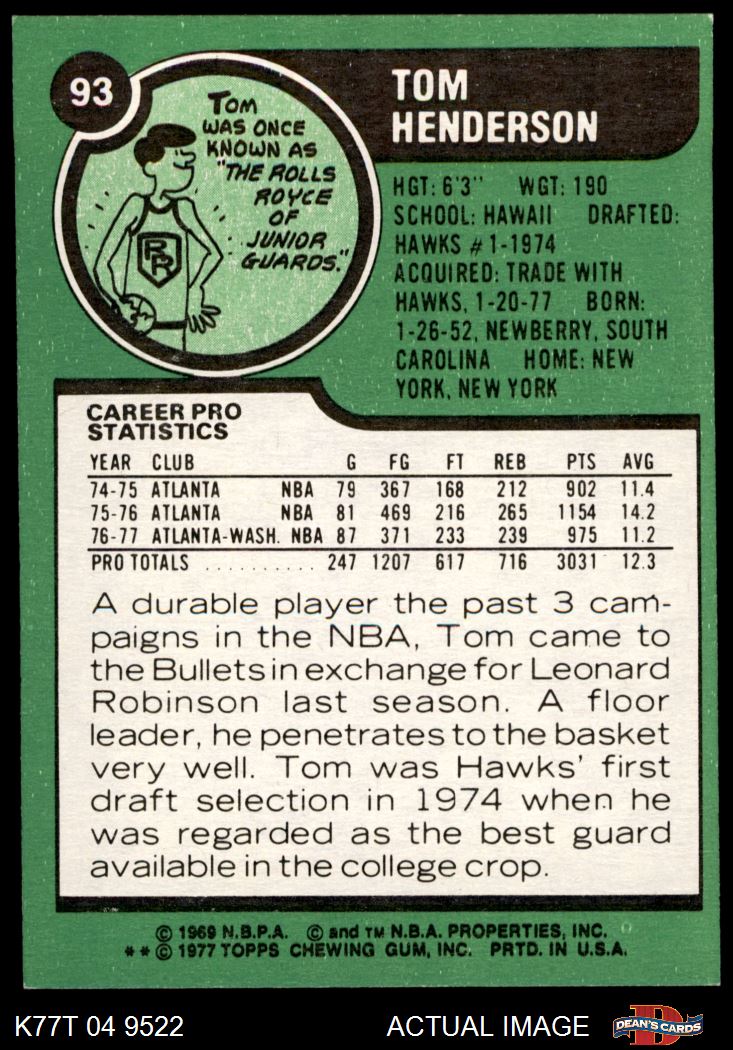 93
TOM
HENDERSON
TOM
WAS ONCE
KNOWN AS
"THE ROLLS
ROYCE
OF
JUNIOR
GUARDS."
RR
HGT: 6'3" WGT: 190
SCHOOL: HAWAII DRAFTED:
HAWKS #1-1974
ACQUIRED: TRADE WITH
HAWKS, 1-20-77 BORN:
1-26-52, NEWBERRY, SOUTH
CAROLINA HOME: NEW
YORK, NEW YORK
CAREER PRO
STATISTICS
YEAR CLUB G FG FT REB PTS AVG
74-75 ATLANTA NBA 79 367 168 212 902 11.4
75-76 ATLANTA NBA 81 469 216 265 1154 14.2
76-77 ATLANTA-WASH. NBA 87 371 233 239 975 11.2
PRO TOTALS .......... 247 1207 617 716 3031 12.3
A durable player the past 3 cam-
paigns in the NBA, Tom came to
the Bullets in exchange for Leonard
Robinson last season. A floor
leader, he penetrates to the basket
very well. Tom was Hawks' first
draft selection in 1974 when he
was regarded as the best guard
available in the college crop.
© 1969 N.B.P.A. © and TM N.B.A. PROPERTIES, INC.
** © 1977 TOPPS CHEWING GUM, INC. PRTD. IN U.S.A.
K77T 04 9522 ACTUAL IMAGE
D
DEAN'S CARDS